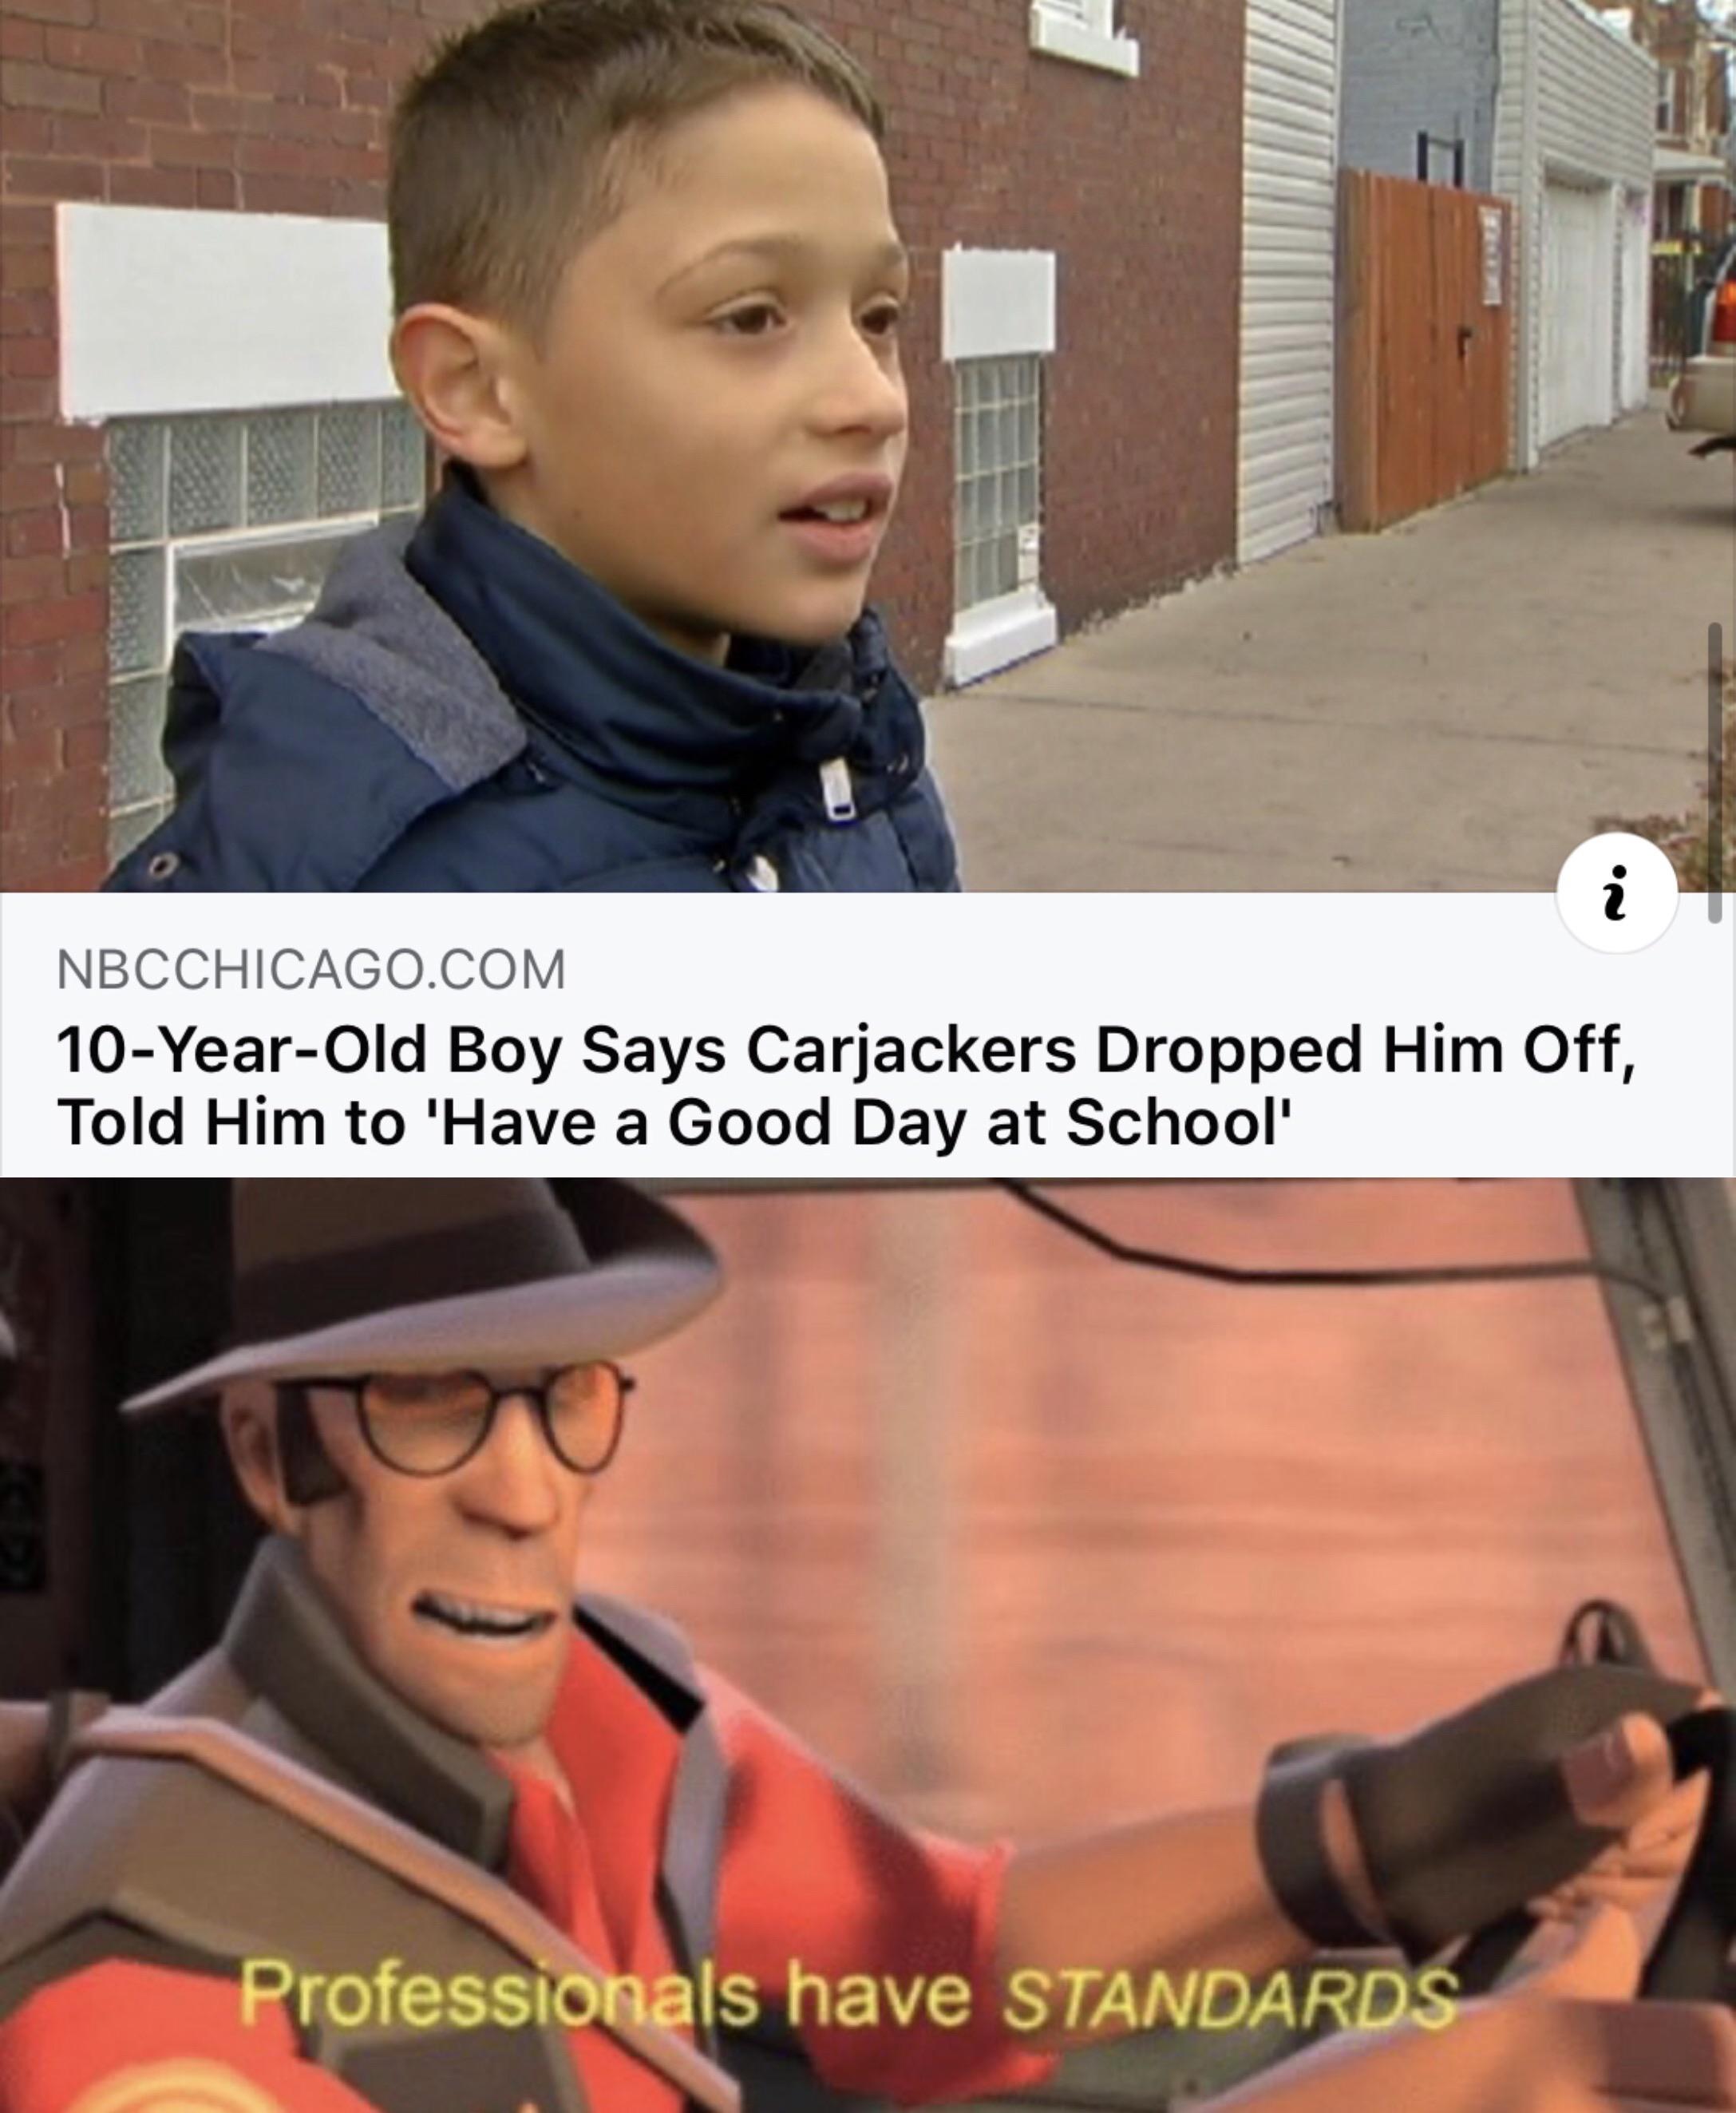 i
NBCCHICAGO.COM
10-Year-Old Boy Says Carjackers Dropped Him Off,
Told Him to 'Have a Good Day at School'
Professionals have STANDARDS